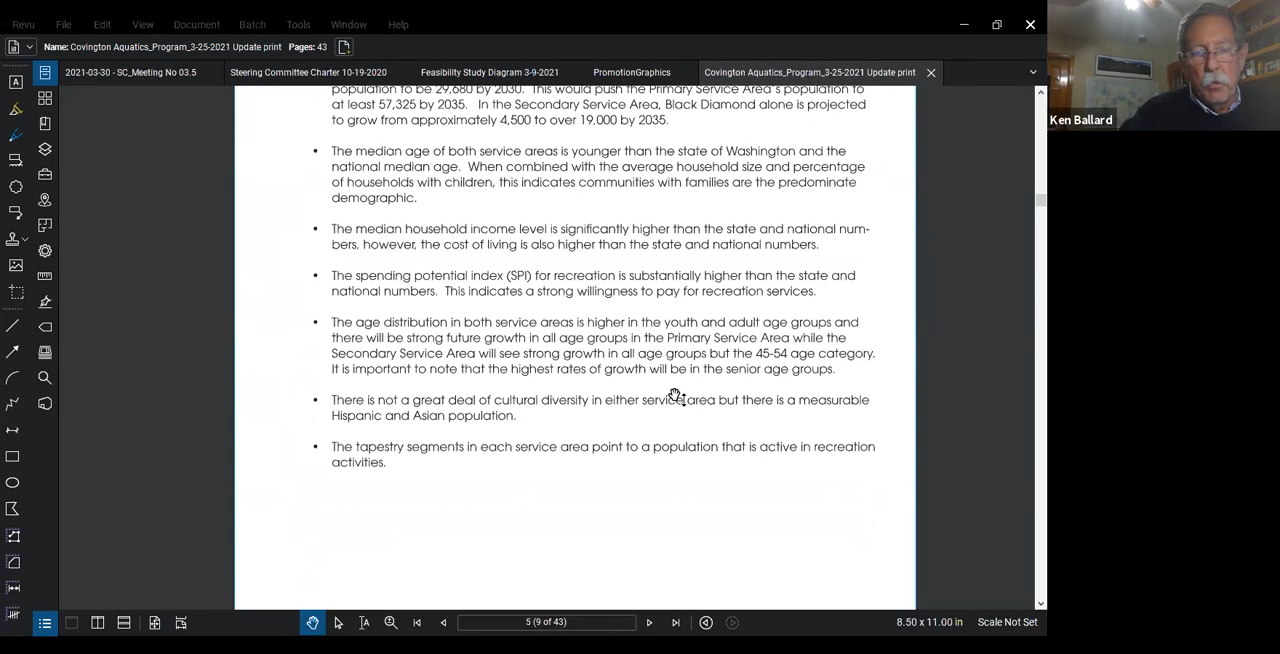 Revu File Edit View Document Batch Tools Window Help
Name: Covington Aquatics_Program_3-25-2021 Update print Pages: 43
2021-03-30 - SC_Meeting No 03.5 Steering Committee Charter 10-19-2020 Feasibility Study Diagram 3-9-2021 PromotionGraphics Covington Aquatics_Program_3-25-2021 Update print
population to be 29,680 by 2030. This would push the Primary Service Area's population to
at least 57,325 by 2035. In the Secondary Service Area, Black Diamond alone is projected
to grow from approximately 4,500 to over 19,000 by 2035.
• The median age of both service areas is younger than the state of Washington and the
national median age. When combined with the average household size and percentage
of households with children, this indicates communities with families are the predominate
demographic.
• The median household income level is significantly higher than the state and national num-
bers, however, the cost of living is also higher than the state and national numbers.
• The spending potential index (SPI) for recreation is substantially higher than the state and
national numbers. This indicates a strong willingness to pay for recreation services.
• The age distribution in both service areas is higher in the youth and adult age groups and
there will be strong future growth in all age groups in the Primary Service Area while the
Secondary Service Area will see strong growth in all age groups but the 45-54 age category.
It is important to note that the highest rates of growth will be in the senior age groups.
• There is not a great deal of cultural diversity in either service area but there is a measurable
Hispanic and Asian population.
• The tapestry segments in each service area point to a population that is active in recreation
activities.
5 (9 of 43)
8.50 x 11.00 in Scale Not Set
Ken Ballard